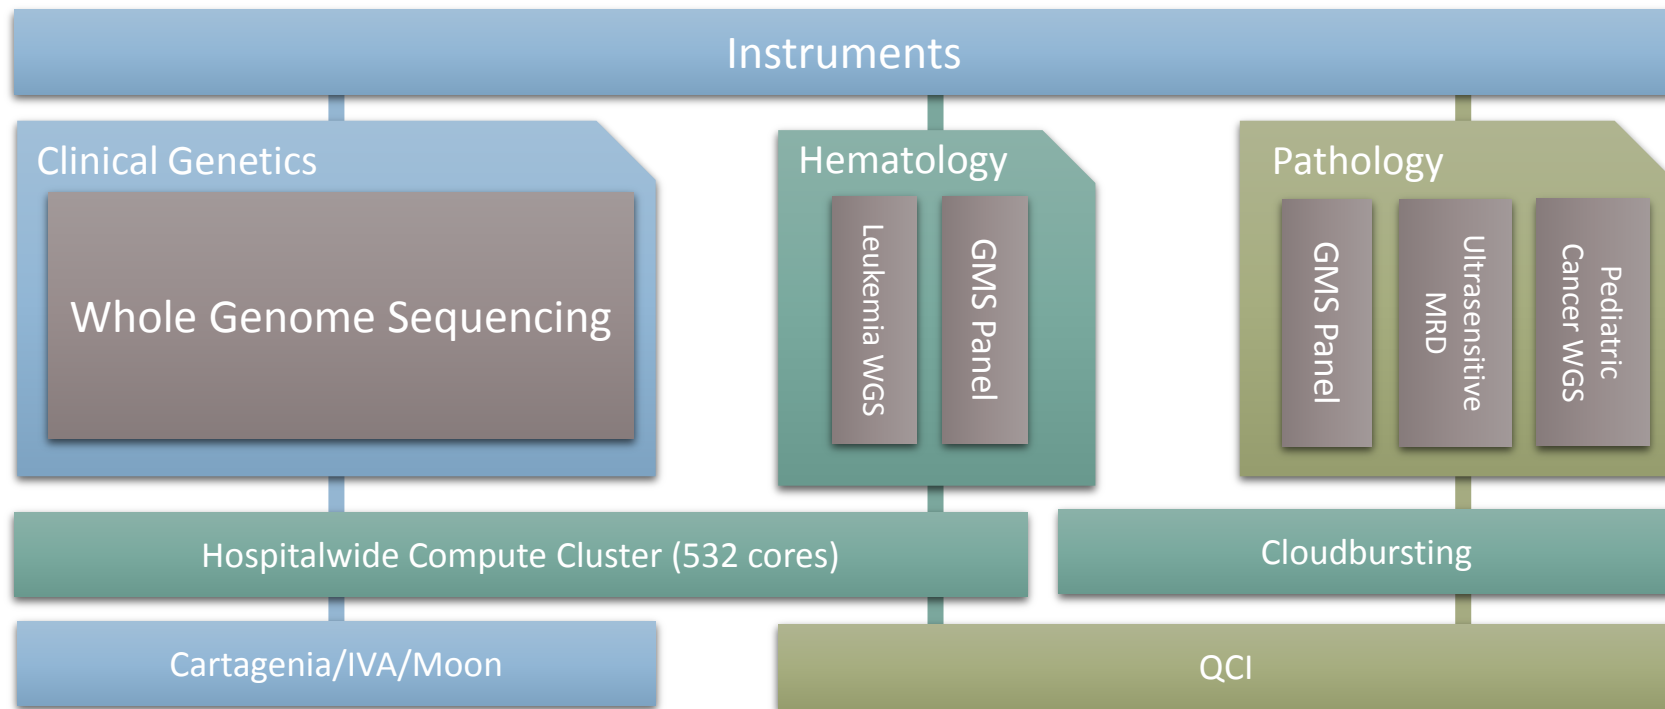 Instruments
Clinical Genetics
Whole Genome Sequencing
Hematology
Leukemia WGS
GMS Panel
Pathology
GMS Panel
Ultrasensitive
MRD
Pediatric
Cancer WGS
Hospitalwide Compute Cluster (532 cores)
Cloudbursting
Cartagenia/IVA/Moon
QCI